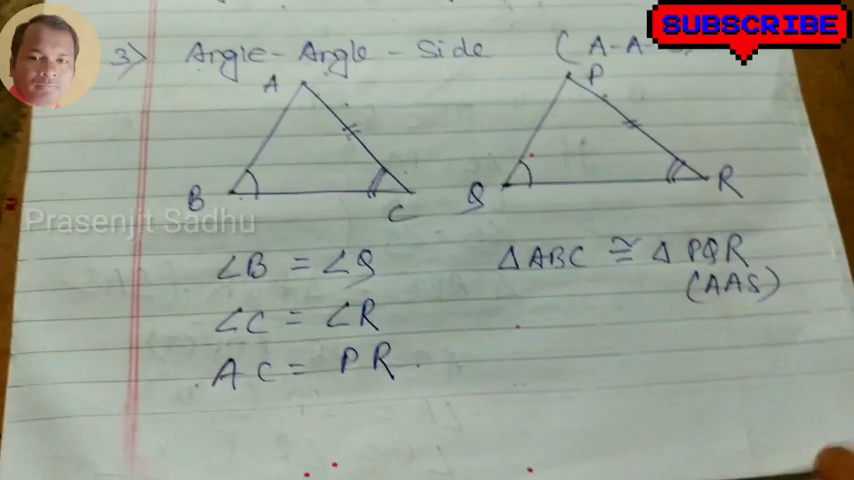 SUBSCRIBE
3) Angle-Angle-Side (A-A-
A P
B C Q R
Prasenjit Sadhu
∠B = ∠Q ΔABC ≅ Δ PQR
∠C = ∠R (AAS)
AC = PR